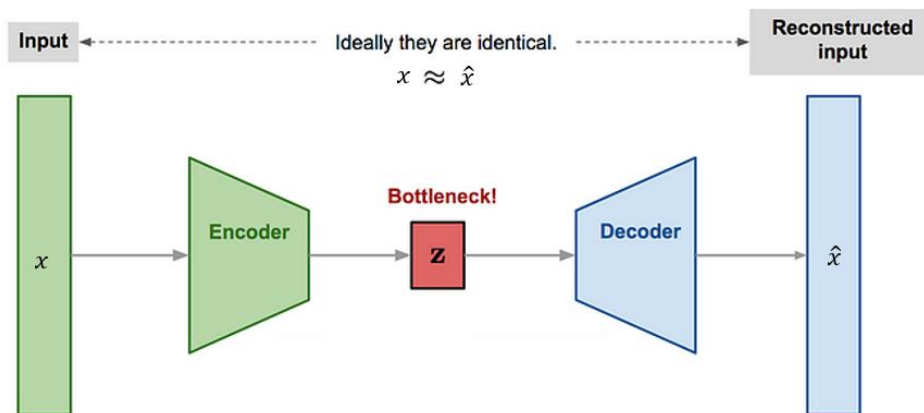 Input
Ideally they are identical.
x ≈ x̂
Reconstructed
input
Bottleneck!
x
Encoder
z
Decoder
x̂